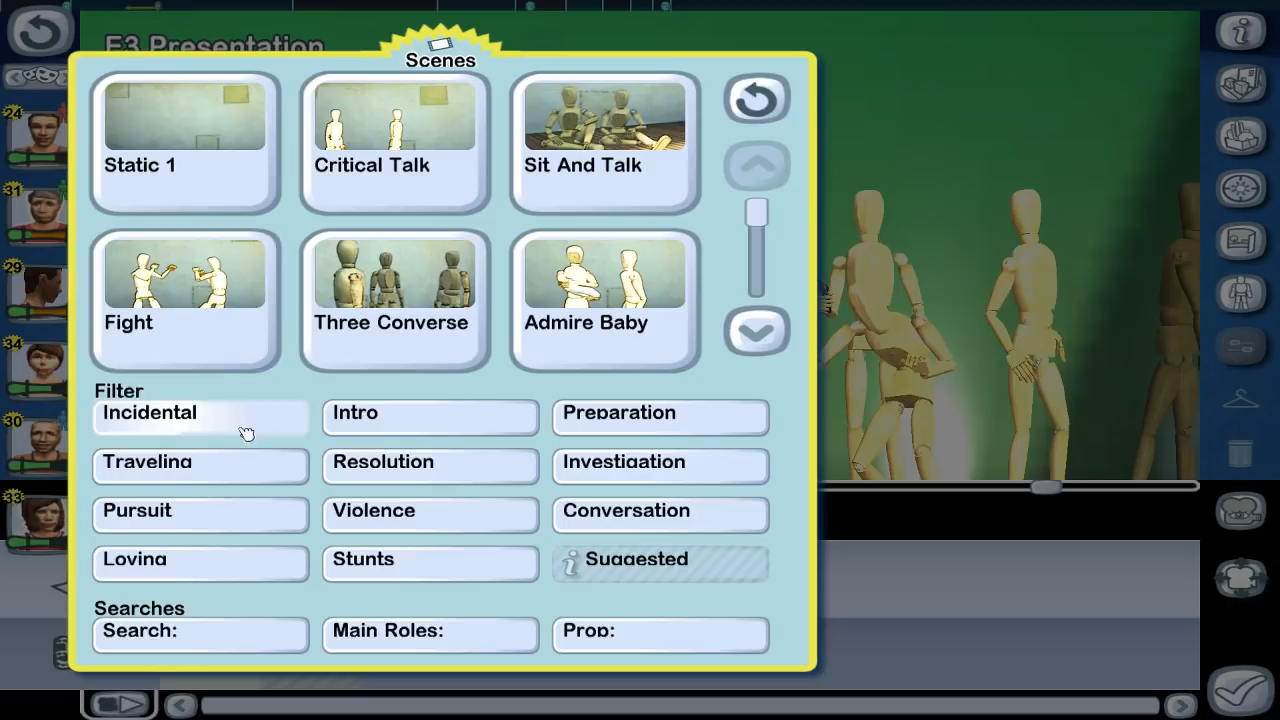 E3 Presentation
Scenes
Static 1
Critical Talk
Sit And Talk
Fight
Three Converse
Admire Baby
Filter
Incidental
Intro
Preparation
Traveling
Resolution
Investigation
Pursuit
Violence
Conversation
Loving
Stunts
Suggested
Searches
Search:
Main Roles:
Prop:
24
31
29
34
30
33